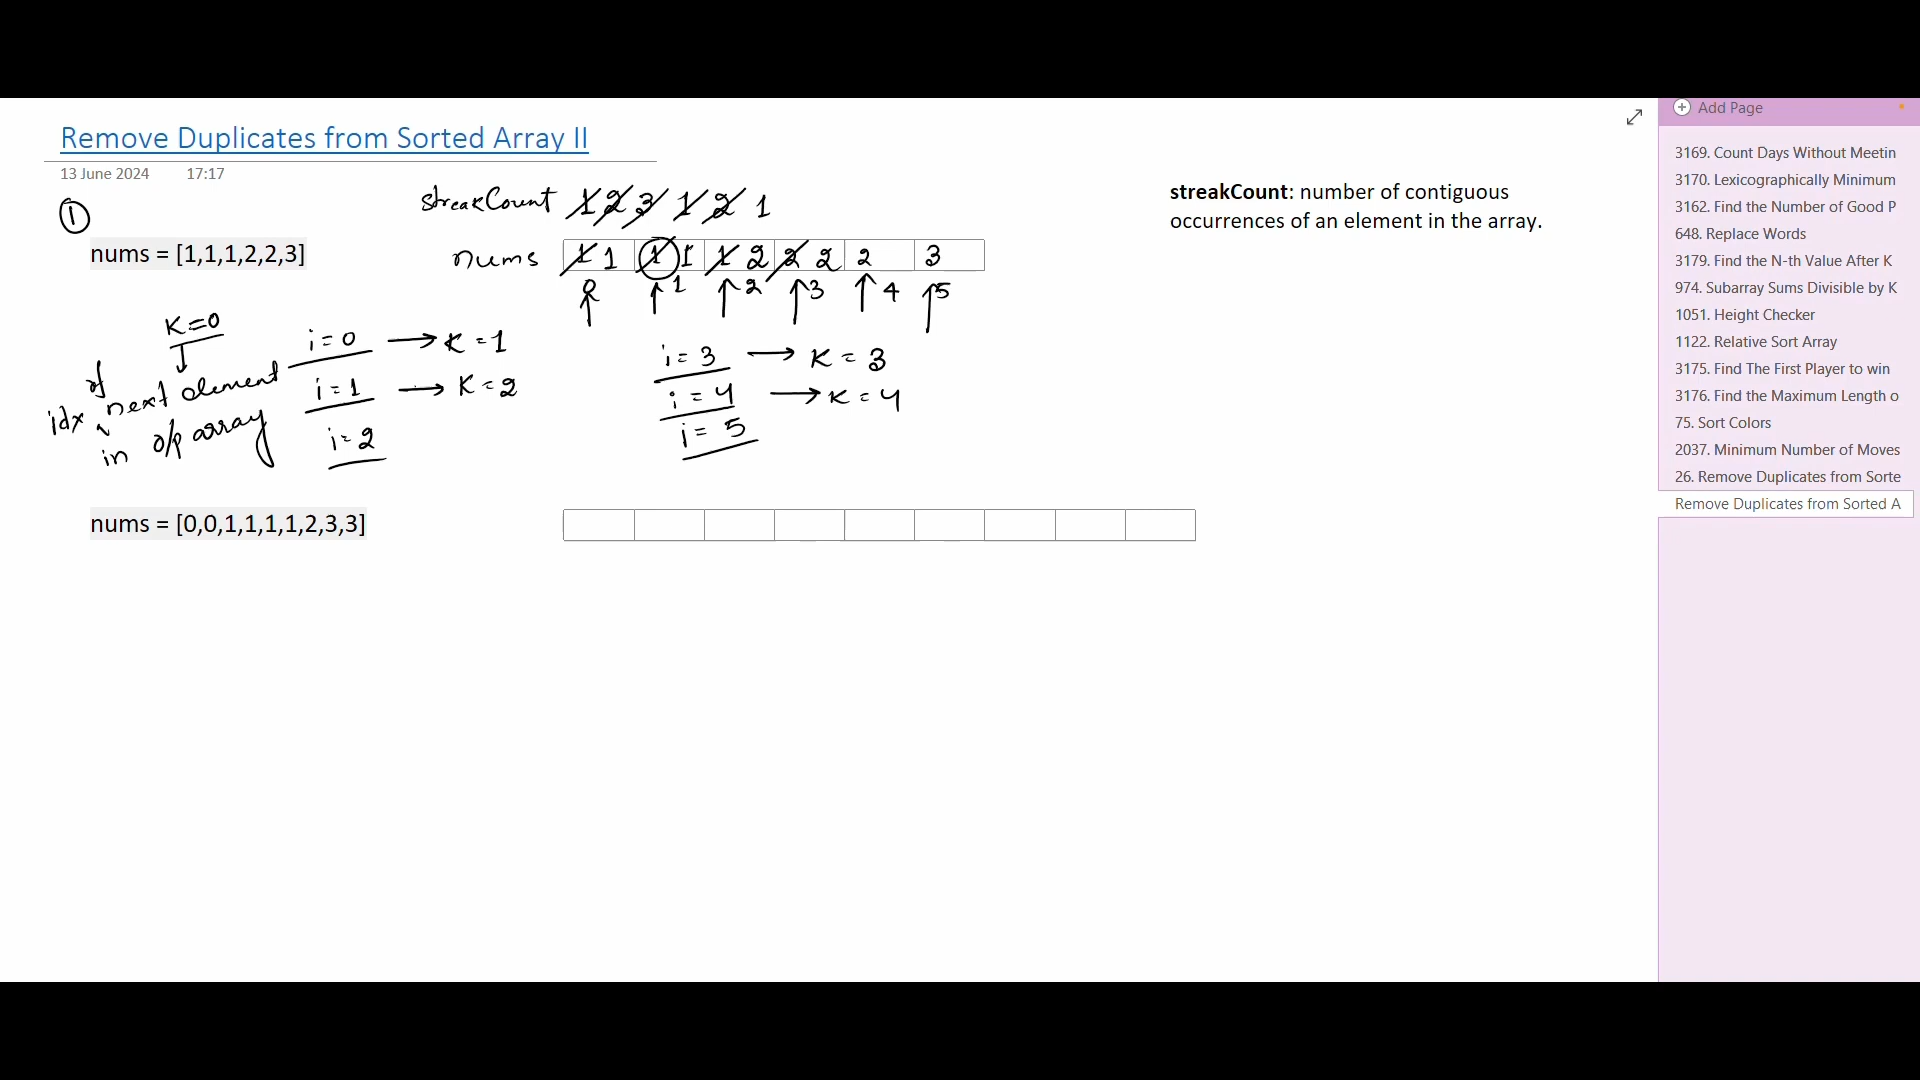 Remove Duplicates from Sorted Array II
13 June 2024 17:17
1
nums = [1,1,1,2,2,3]
streakCount 1 2 3 1 2 1
nums 1 1 1 1 1 2 2 2 2 3
0 1 2 3 4 5
K=0
idx of next element
in o/p array
i=0 → K=1
i=1 → K=2
i=2
i=3 → K=3
i=4 → K=4
i=5
nums = [0,0,1,1,1,1,2,3,3]
streakCount: number of contiguous
occurrences of an element in the array.
Add Page
3169. Count Days Without Meetin
3170. Lexicographically Minimum
3162. Find the Number of Good P
648. Replace Words
3179. Find the N-th Value After K
974. Subarray Sums Divisible by K
1051. Height Checker
1122. Relative Sort Array
3175. Find The First Player to win
3176. Find the Maximum Length o
75. Sort Colors
2037. Minimum Number of Moves
26. Remove Duplicates from Sorte
Remove Duplicates from Sorted A